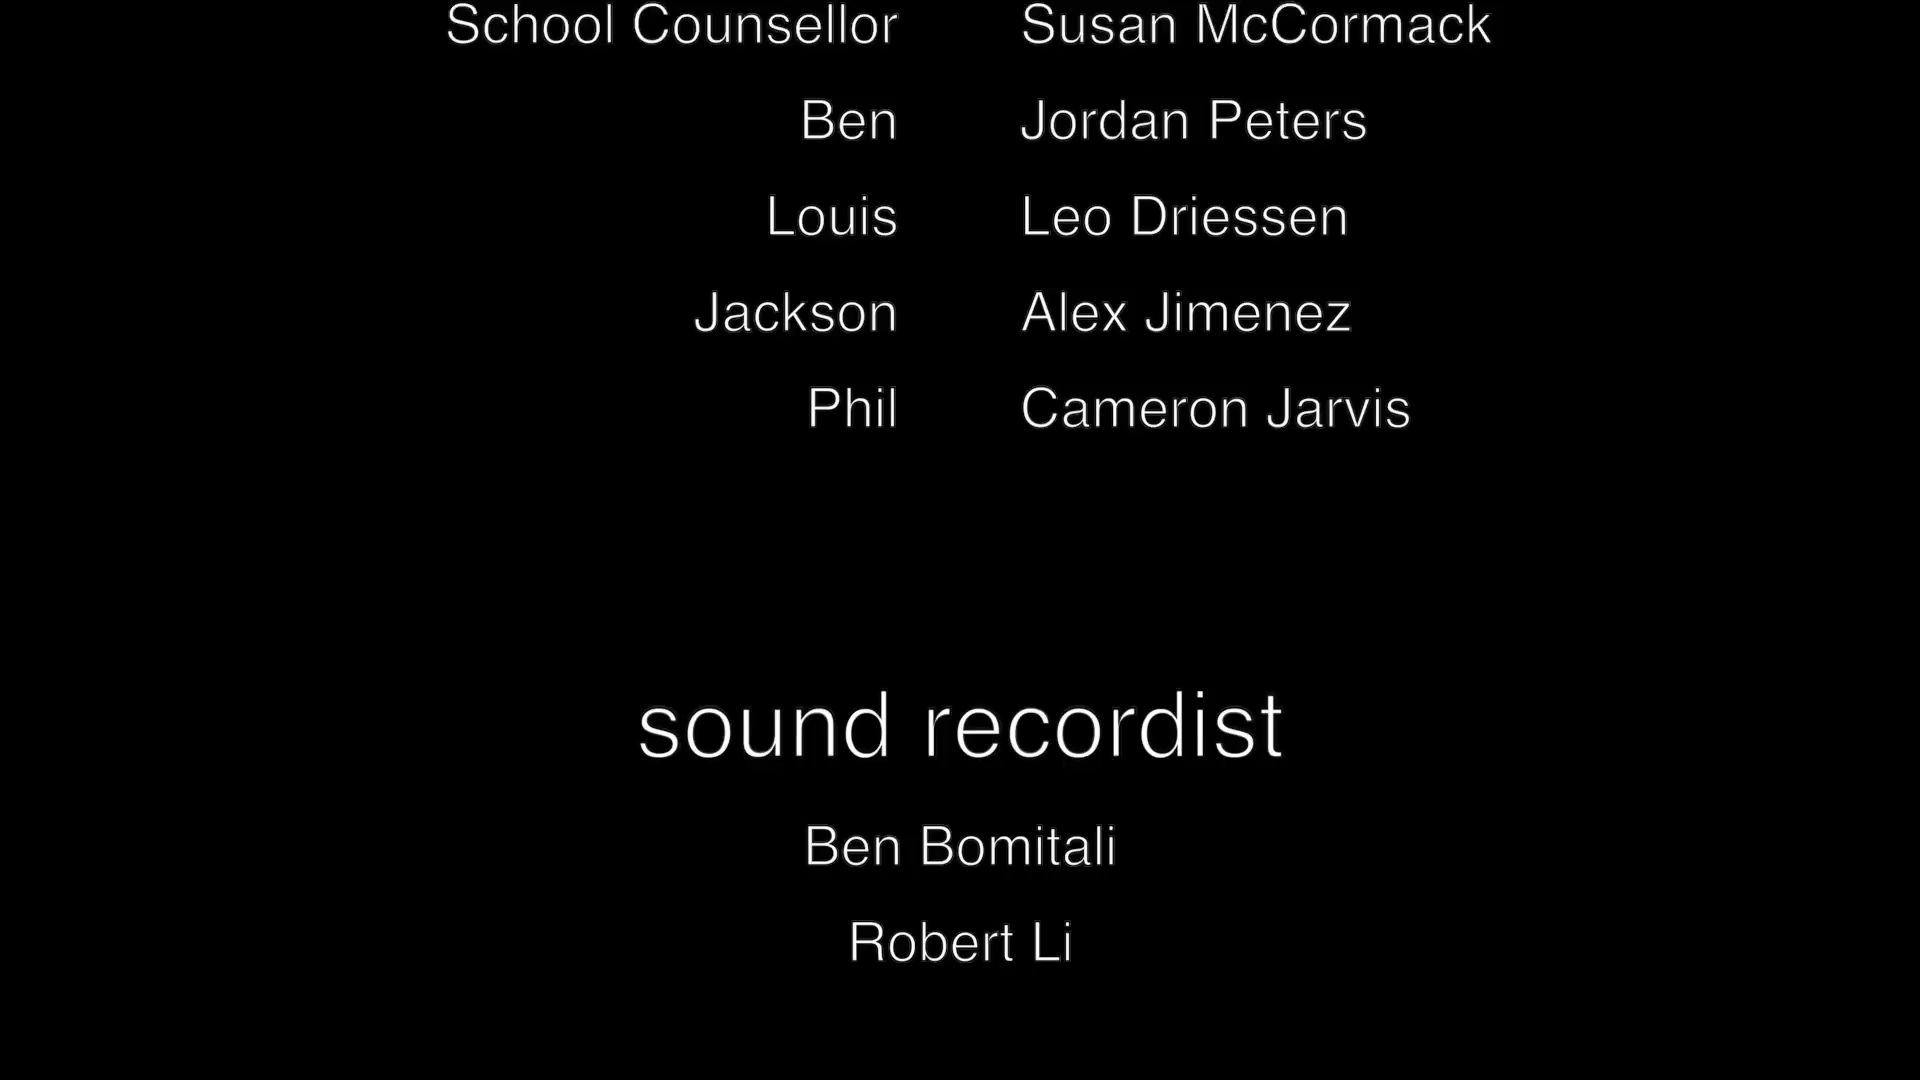 School Counsellor Susan McCormack
Ben Jordan Peters
Louis Leo Driessen
Jackson Alex Jimenez
Phil Cameron Jarvis
sound recordist
Ben Bomitali
Robert Li